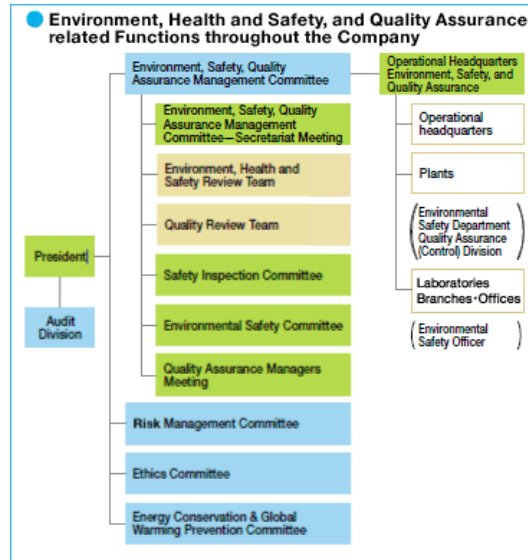 Environment, Health and Safety, and Quality Assurance
related Functions throughout the Company
Environment, Safety, Quality
Assurance Management Committee
Operational Headquarters
Environment, Safety, and
Quality Assurance
Environment, Safety, Quality
Assurance Management
Committee—Secretariat Meeting
Operational
headquarters
Environment, Health and
Safety Review Team
Plants
Quality Review Team
(Environmental
Safety Department
Quality Assurance
(Control) Division)
President
Safety Inspection Committee
Laboratories
Branches・Offices
Audit
Division
Environmental Safety Committee
(Environmental
Safety Officer)
Quality Assurance Managers
Meeting
Risk Management Committee
Ethics Committee
Energy Conservation & Global
Warming Prevention Committee